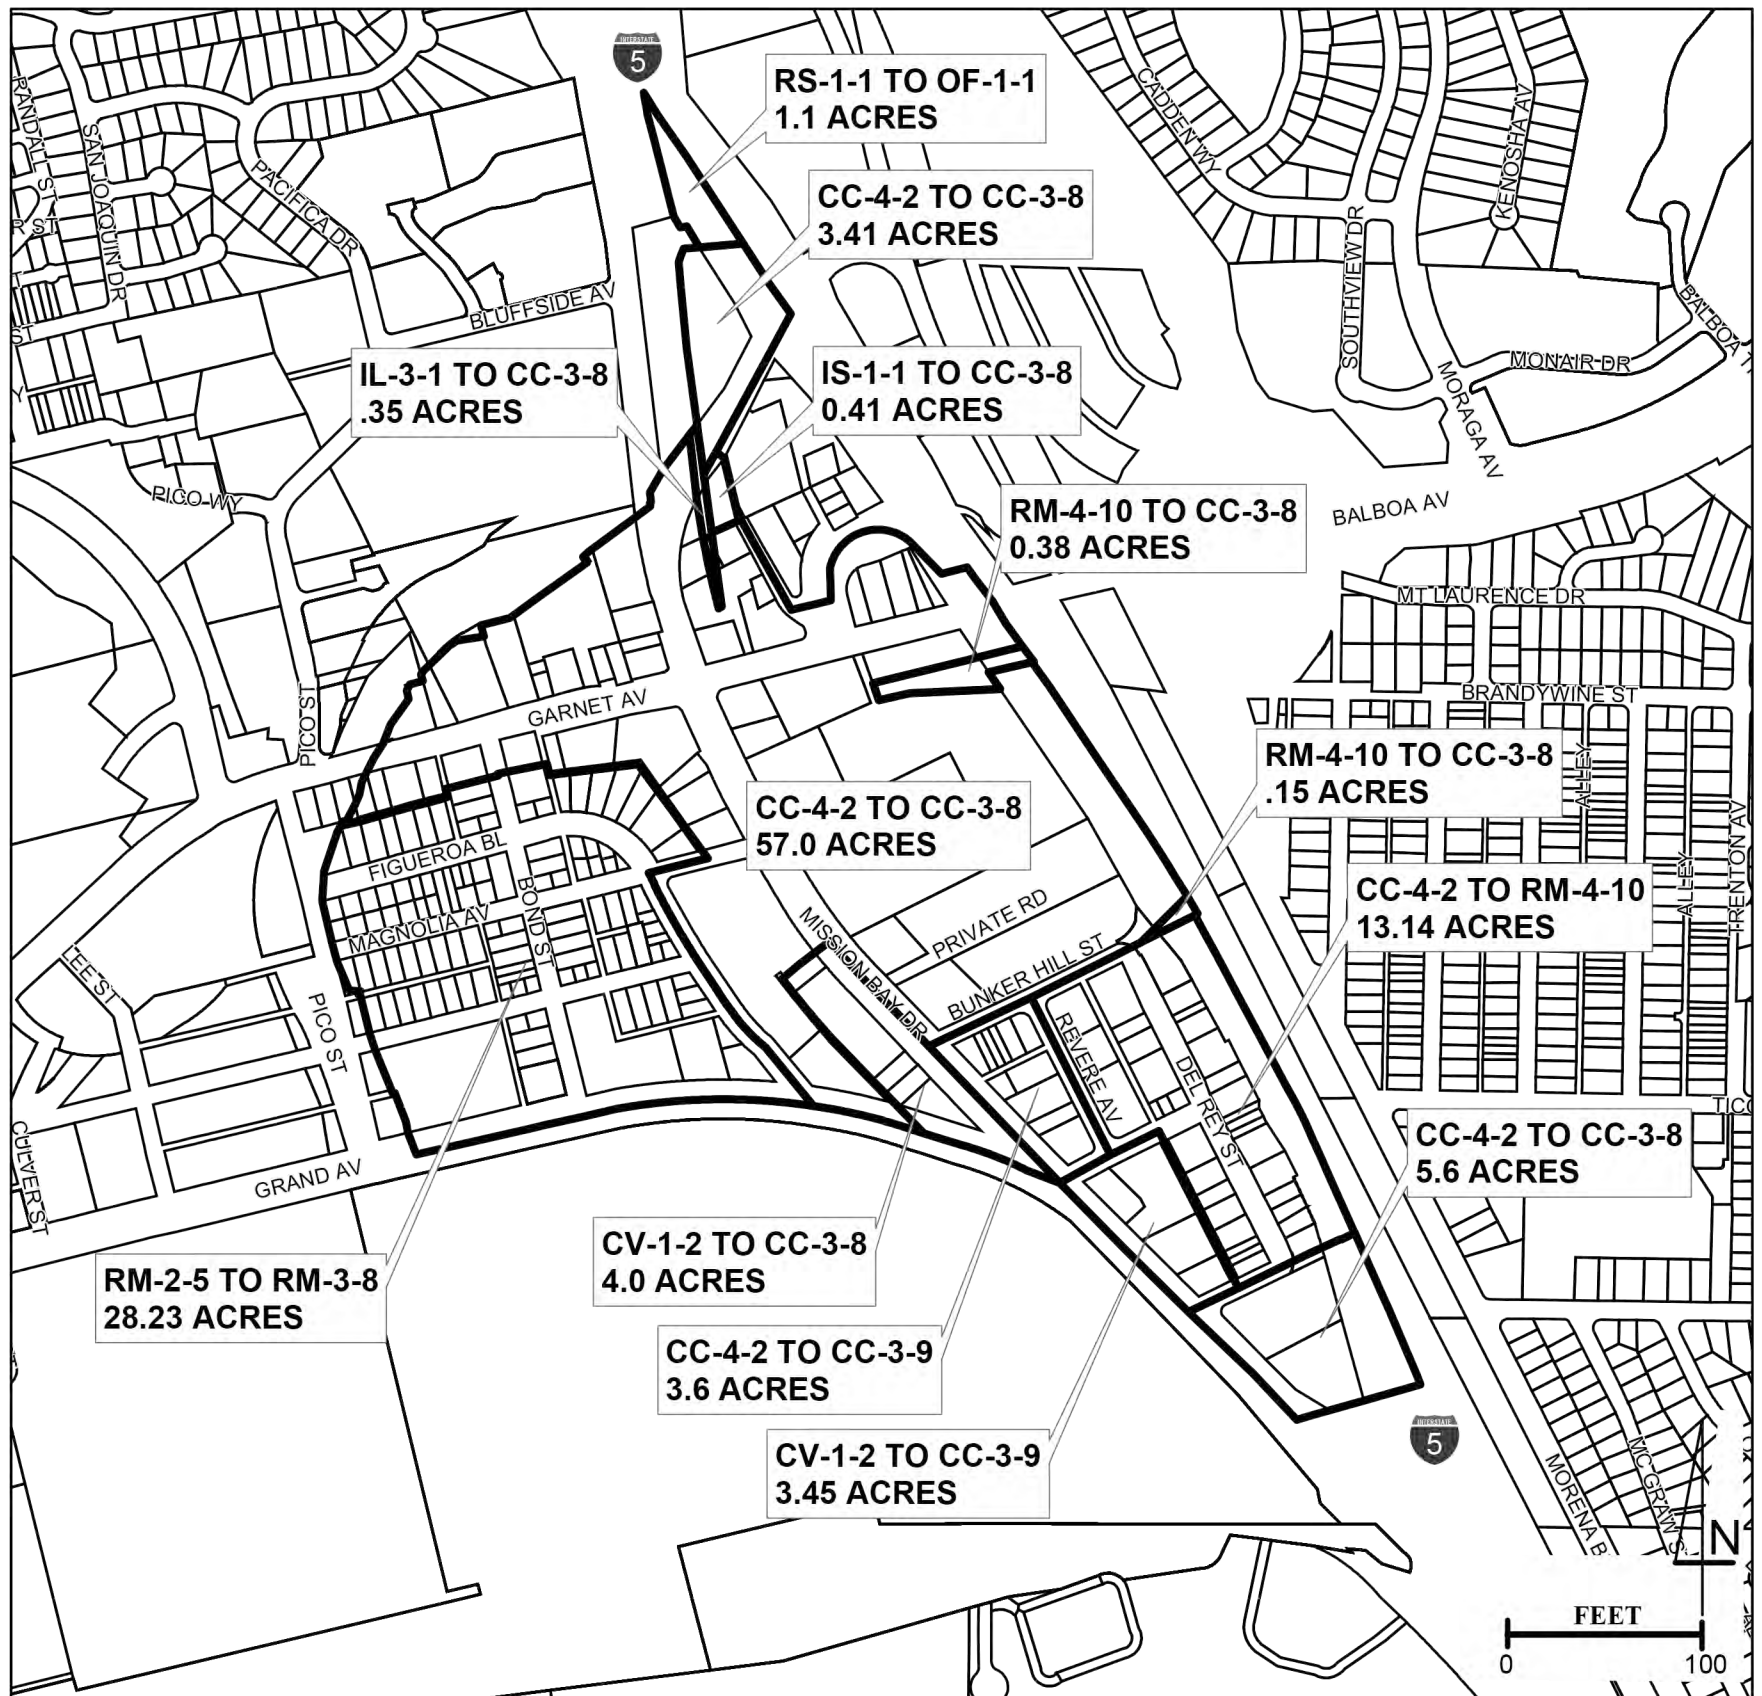 INTERSTATE
5
RS-1-1 TO OF-1-1
1.1 ACRES
CC-4-2 TO CC-3-8
3.41 ACRES
IL-3-1 TO CC-3-8
.35 ACRES
IS-1-1 TO CC-3-8
0.41 ACRES
RM-4-10 TO CC-3-8
0.38 ACRES
RM-4-10 TO CC-3-8
.15 ACRES
CC-4-2 TO CC-3-8
57.0 ACRES
CC-4-2 TO RM-4-10
13.14 ACRES
CC-4-2 TO CC-3-8
5.6 ACRES
CV-1-2 TO CC-3-8
4.0 ACRES
RM-2-5 TO RM-3-8
28.23 ACRES
CC-4-2 TO CC-3-9
3.6 ACRES
CV-1-2 TO CC-3-9
3.45 ACRES
RANDALL ST
SAN JOAQUIN DR
PACIFICA DR
BLUFFSIDE AV
CADDEN WY
KENOSHA AV
SOUTHVIEW DR
BALBOA T
MONAIR DR
MORAGA AV
BALBOA AV
R ST
ST
Y
PICO WY
MT LAURENCE DR
PICO ST
GARNET AV
BRANDYWINE ST
ALLEY
ALLEY
TRENTON AV
FIGUEROA BL
MAGNOLIA AV
BOND ST
MISSION BAY DR
PRIVATE RD
BUNKER HILL ST
REVERE AV
DEL REY ST
LEE ST
PICO ST
CULVER ST
GRAND AV
TICO
MORENA B
MC GRAW S
INTERSTATE
5
N
FEET
0 100